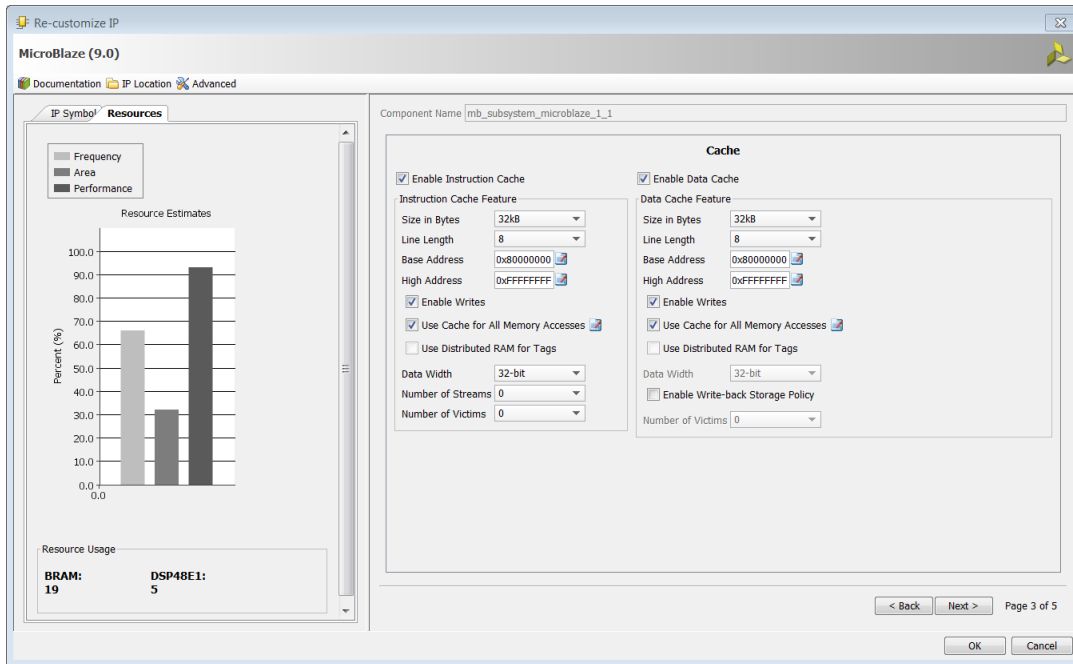 Re-customize IP
MicroBlaze (9.0)
Documentation IP Location Advanced
IP Symbol Resources
Frequency
Area
Performance
Resource Estimates
Percent (%)
100.0
90.0
80.0
70.0
60.0
50.0
40.0
30.0
20.0
10.0
0.0
0.0
Resource Usage
BRAM: DSP48E1:
19 5
Component Name mb_subsystem_microblaze_1_1
Cache
Enable Instruction Cache
Instruction Cache Feature
Size in Bytes 32kB
Line Length 8
Base Address 0x80000000
High Address 0xFFFFFFFF
Enable Writes
Use Cache for All Memory Accesses
Use Distributed RAM for Tags
Data Width 32-bit
Number of Streams 0
Number of Victims 0
Enable Data Cache
Data Cache Feature
Size in Bytes 32kB
Line Length 8
Base Address 0x80000000
High Address 0xFFFFFFFF
Enable Writes
Use Cache for All Memory Accesses
Use Distributed RAM for Tags
Data Width 32-bit
Enable Write-back Storage Policy
Number of Victims 0
< Back Next > Page 3 of 5
OK Cancel